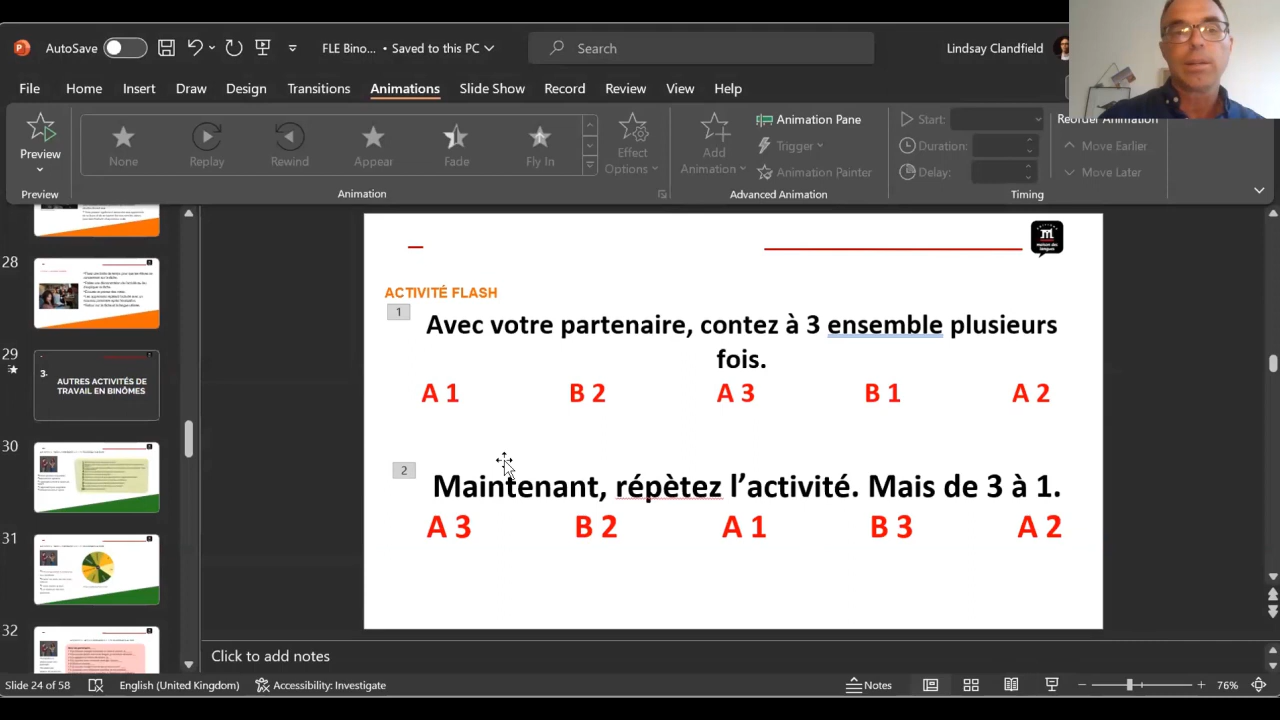 AutoSave
FLE Bino... • Saved to this PC
Search
Lindsay Clandfield
File Home Insert Draw Design Transitions Animations Slide Show Record Review View Help
Preview
None Replay Rewind Appear Fade Fly In
Effect Options
Add Animation
Animation Pane
Trigger
Animation Painter
Start:
Duration:
Delay:
Reorder Animation
Move Earlier
Move Later
Preview Animation Advanced Animation Timing
28
29
3. AUTRES ACTIVITÉS DE
TRAVAIL EN BINÔMES
30
31
32
maison des
langues
ACTIVITÉ FLASH
1
Avec votre partenaire, contez à 3 ensemble plusieurs
fois.
A 1 B 2 A 3 B 1 A 2
2
Maintenant, répètez l’activité. Mais de 3 à 1.
A 3 B 2 A 1 B 3 A 2
Click to add notes
Slide 24 of 58 English (United Kingdom) Accessibility: Investigate Notes 76%